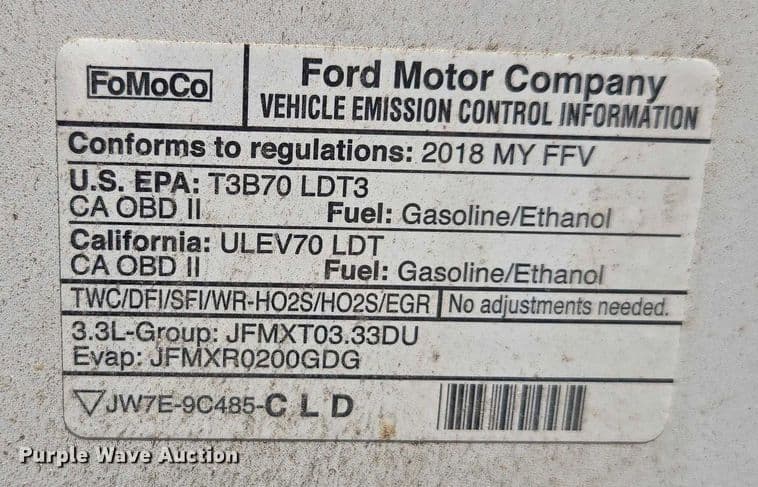 FoMoCo
Ford Motor Company
VEHICLE EMISSION CONTROL INFORMATION
Conforms to regulations: 2018 MY FFV
U.S. EPA: T3B70 LDT3
CA OBD II Fuel: Gasoline/Ethanol
California: ULEV70 LDT
CA OBD II Fuel: Gasoline/Ethanol
TWC/DFI/SFI/WR-HO2S/HO2S/EGR No adjustments needed.
3.3L-Group: JFMXT03.33DU
Evap: JFMXR0200GDG
JW7E-9C485-C L D
Purple Wave Auction